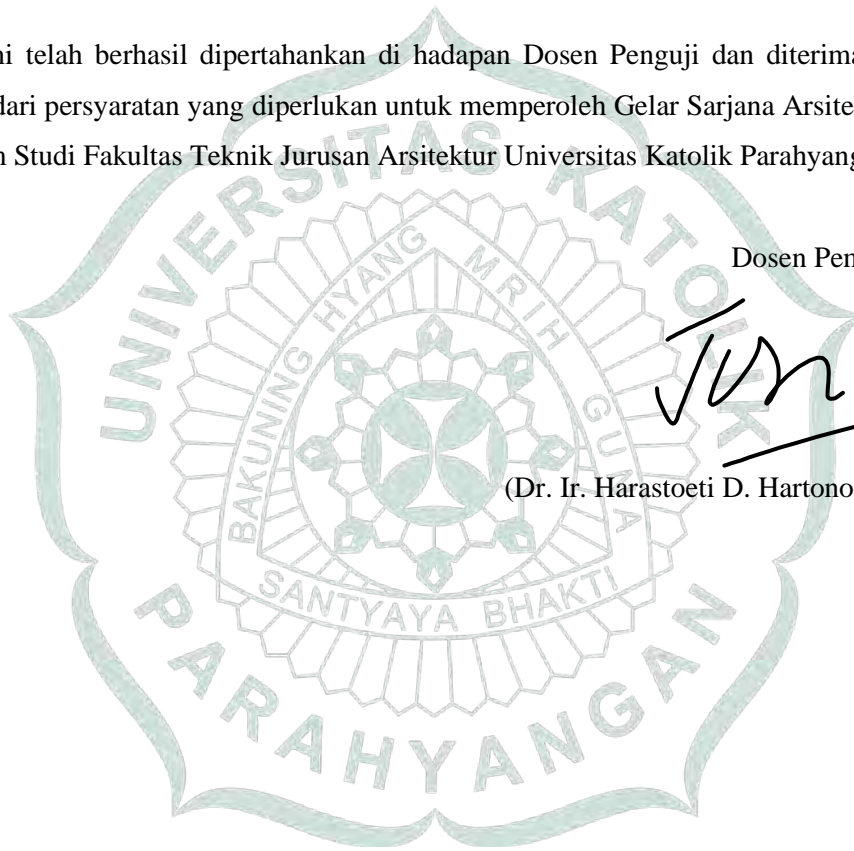 ni telah berhasil dipertahankan di hadapan Dosen Penguji dan diterima
dari persyaratan yang diperlukan untuk memperoleh Gelar Sarjana Arsite
n Studi Fakultas Teknik Jurusan Arsitektur Universitas Katolik Parahyang
Dosen Pen
(Dr. Ir. Harastoeti D. Hartono
UNIVERSITAS KATOLIK
PARAHYANGAN
BAKUNING HYANG MRIH GUNA
SANTYAYA BHAKTI